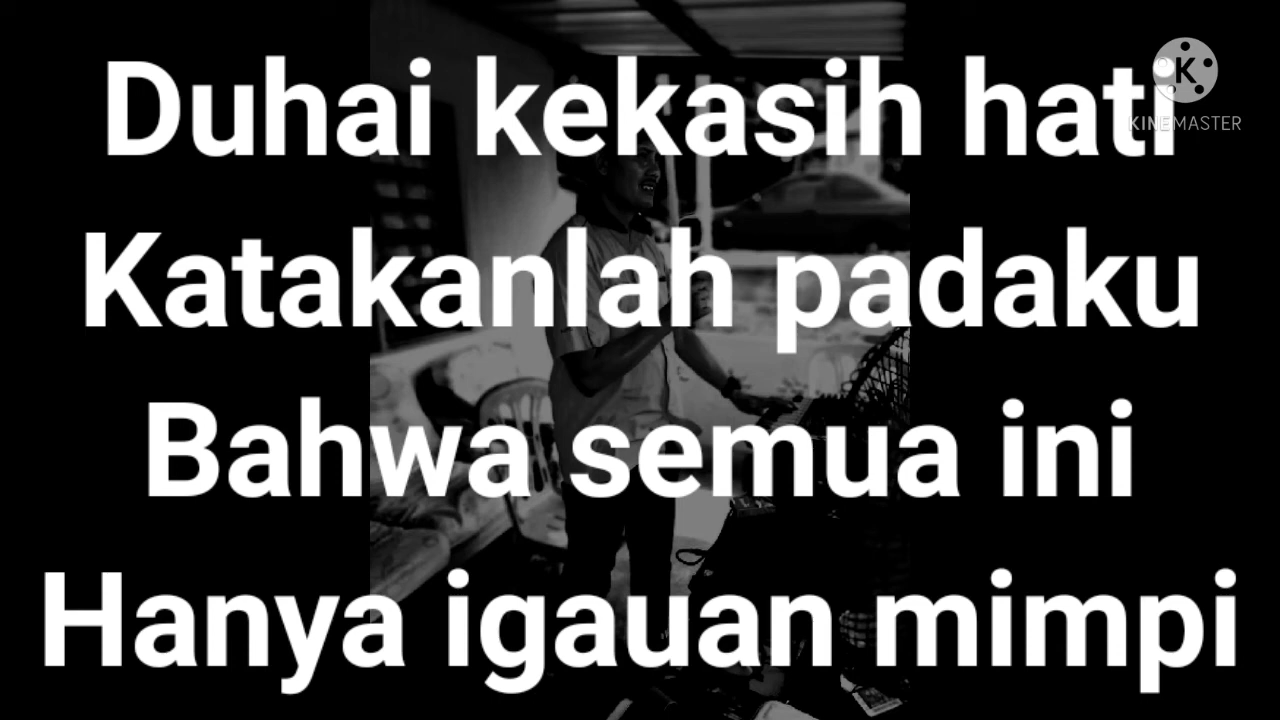 Duhai kekasih hati
Katakanlah padaku
Bahwa semua ini
Hanya igauan mimpi
K
KINEMASTER